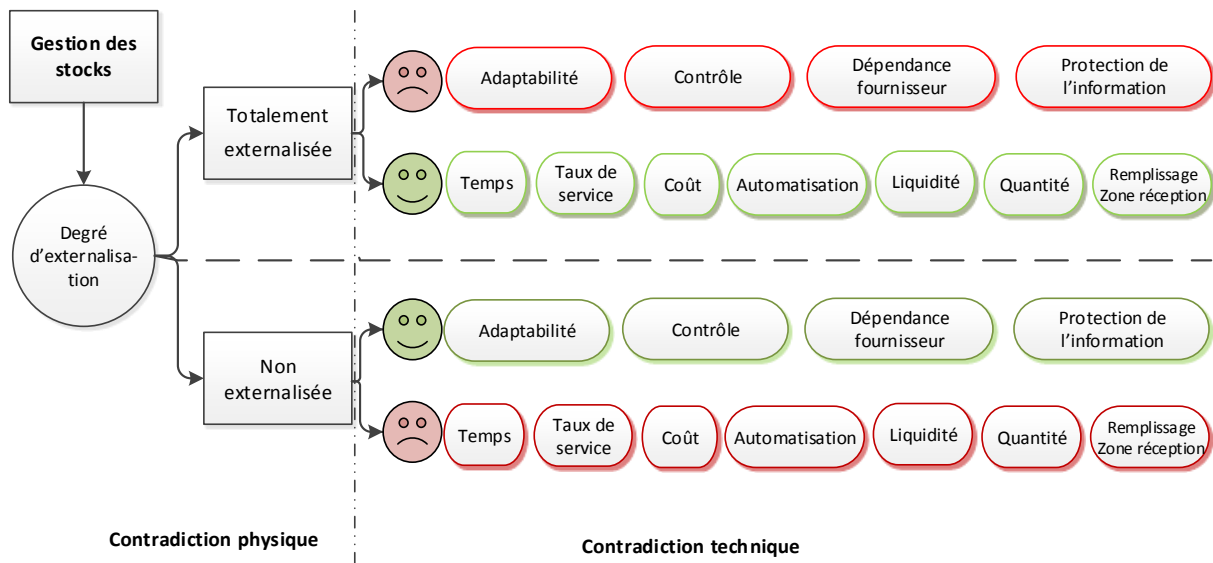 Gestion des
stocks
Degré
d'externalisa-
tion
Totalement
externalisée
Adaptabilité
Contrôle
Dépendance
fournisseur
Protection de
l'information
Temps
Taux de
service
Coût
Automatisation
Liquidité
Quantité
Remplissage
Zone réception
Non
externalisée
Adaptabilité
Contrôle
Dépendance
fournisseur
Protection de
l'information
Temps
Taux de
service
Coût
Automatisation
Liquidité
Quantité
Remplissage
Zone réception
Contradiction physique
Contradiction technique